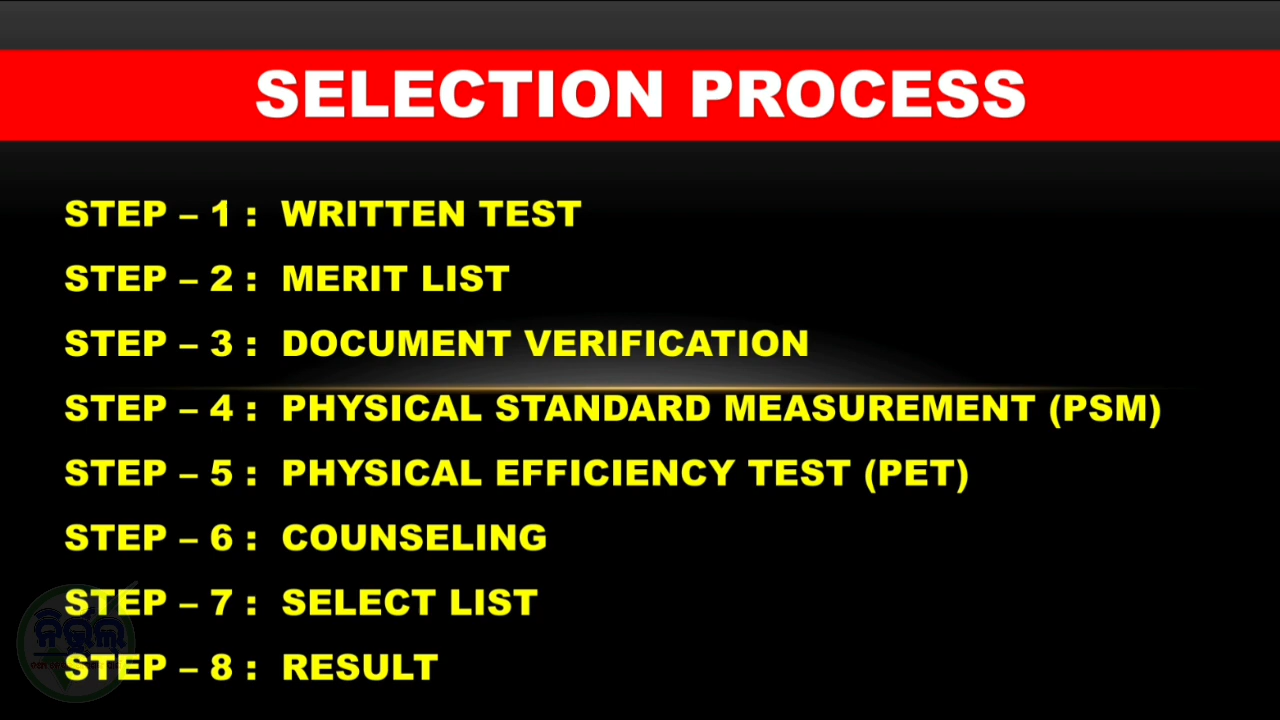 SELECTION PROCESS
STEP – 1 : WRITTEN TEST
STEP – 2 : MERIT LIST
STEP – 3 : DOCUMENT VERIFICATION
STEP – 4 : PHYSICAL STANDARD MEASUREMENT (PSM)
STEP – 5 : PHYSICAL EFFICIENCY TEST (PET)
STEP – 6 : COUNSELING
STEP – 7 : SELECT LIST
ନିର୍ଭୁଲ
STEP – 8 : RESULT